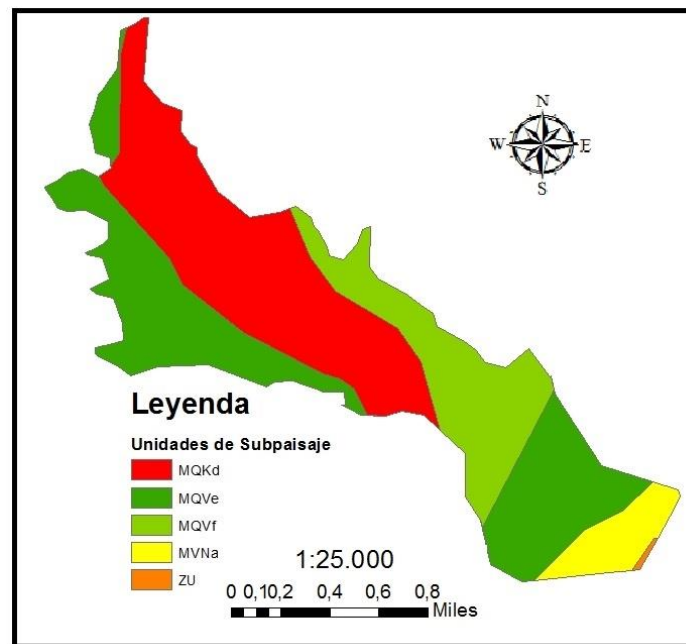 N
W E
S
Leyenda
Unidades de Subpaisaje
MQKd
MQVe
MQVf
MVNa
ZU
1:25.000
0 0,10,2 0,4 0,6 0,8
Miles